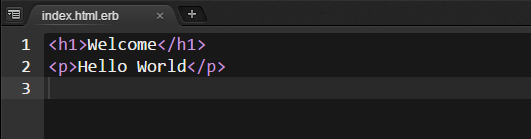 index.html.erb
1 <h1>Welcome</h1>
2 <p>Hello World</p>
3